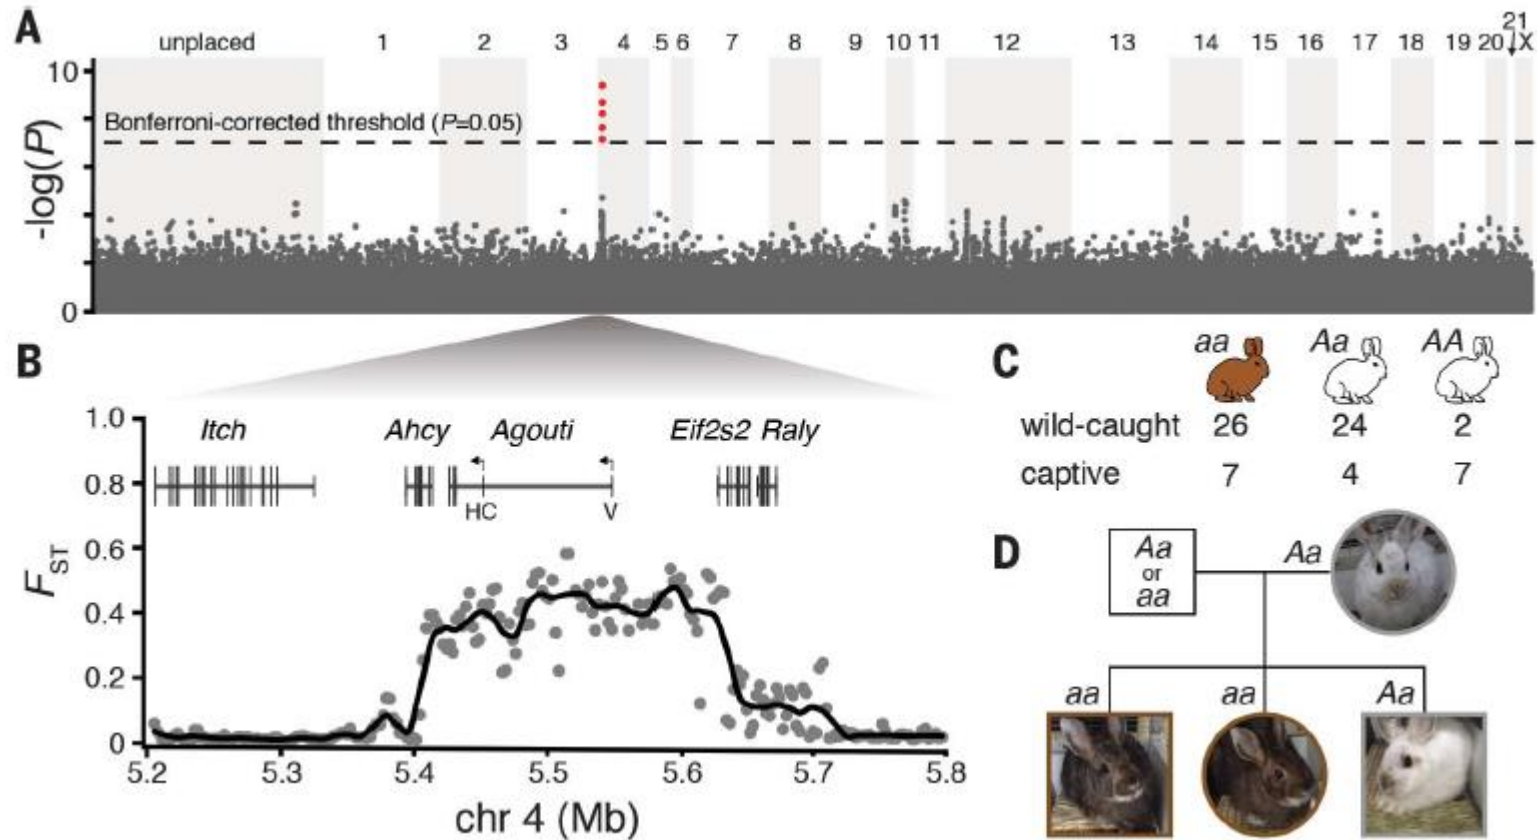 A
unplaced 1 2 3 4 5 6 7 8 9 10 11 12 13 14 15 16 17 18 19 20 21 X
10
Bonferroni-corrected threshold (P=0.05)
-log(P)
0
B
1.0
Itch Ahcy Agouti Eif2s2 Raly
0.8
HC V
0.6
FST
0.4
0.2
0
5.2 5.3 5.4 5.5 5.6 5.7 5.8
chr 4 (Mb)
C
aa Aa AA
wild-caught 26 24 2
captive 7 4 7
D
Aa
or
aa
Aa
aa aa Aa